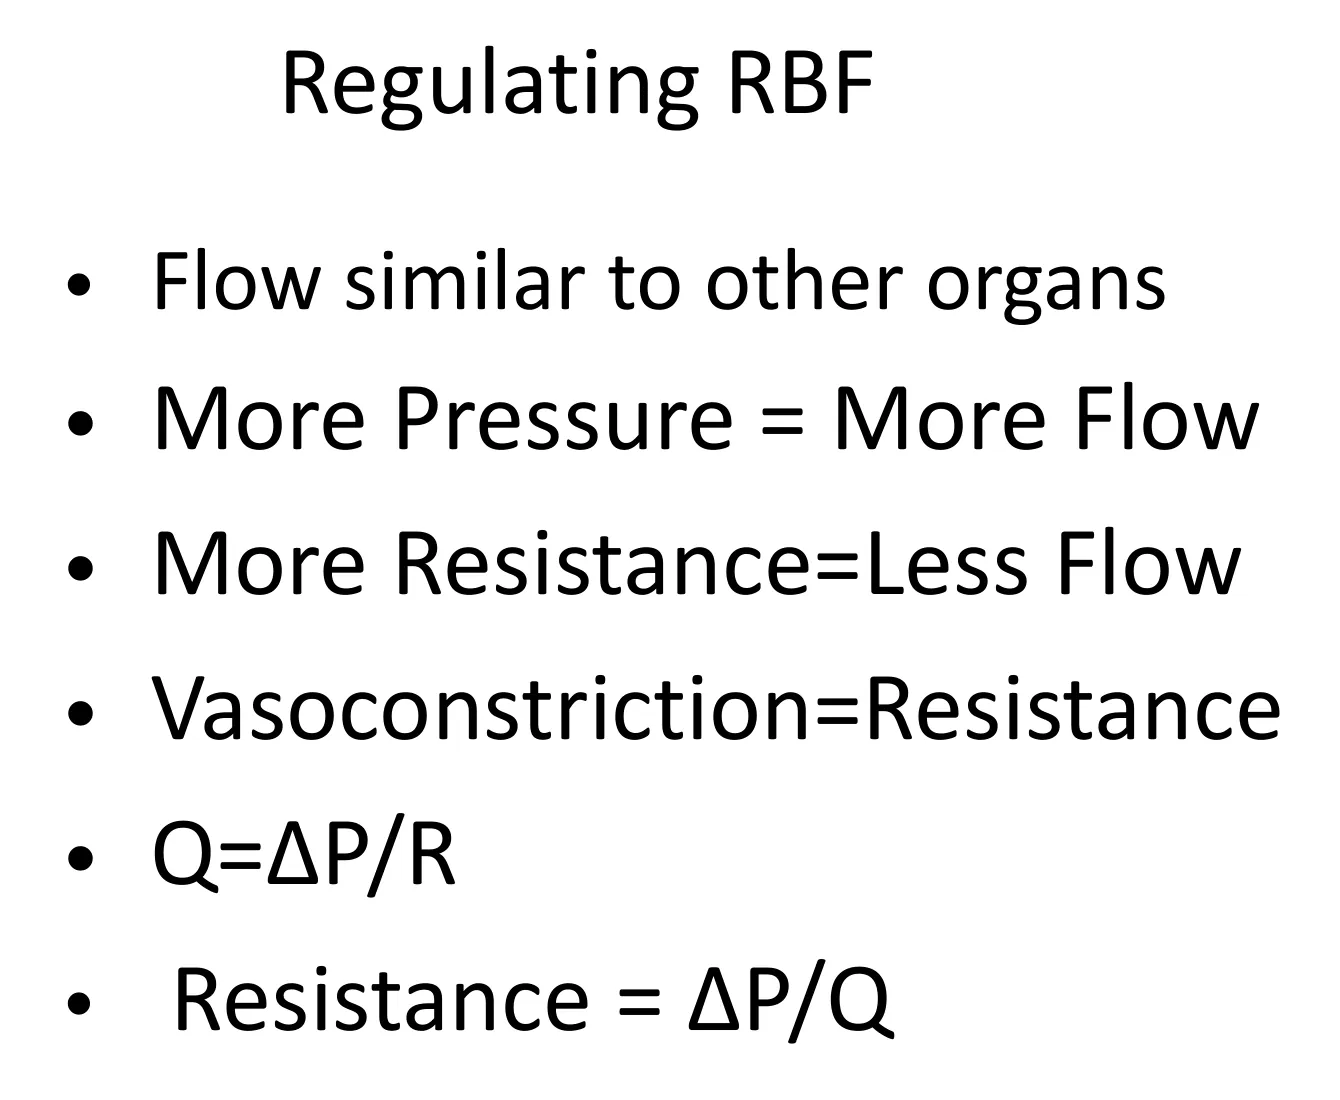 Regulating RBF
• Flow similar to other organs
• More Pressure = More Flow
• More Resistance=Less Flow
• Vasoconstriction=Resistance
• Q=ΔP/R
• Resistance = ΔP/Q